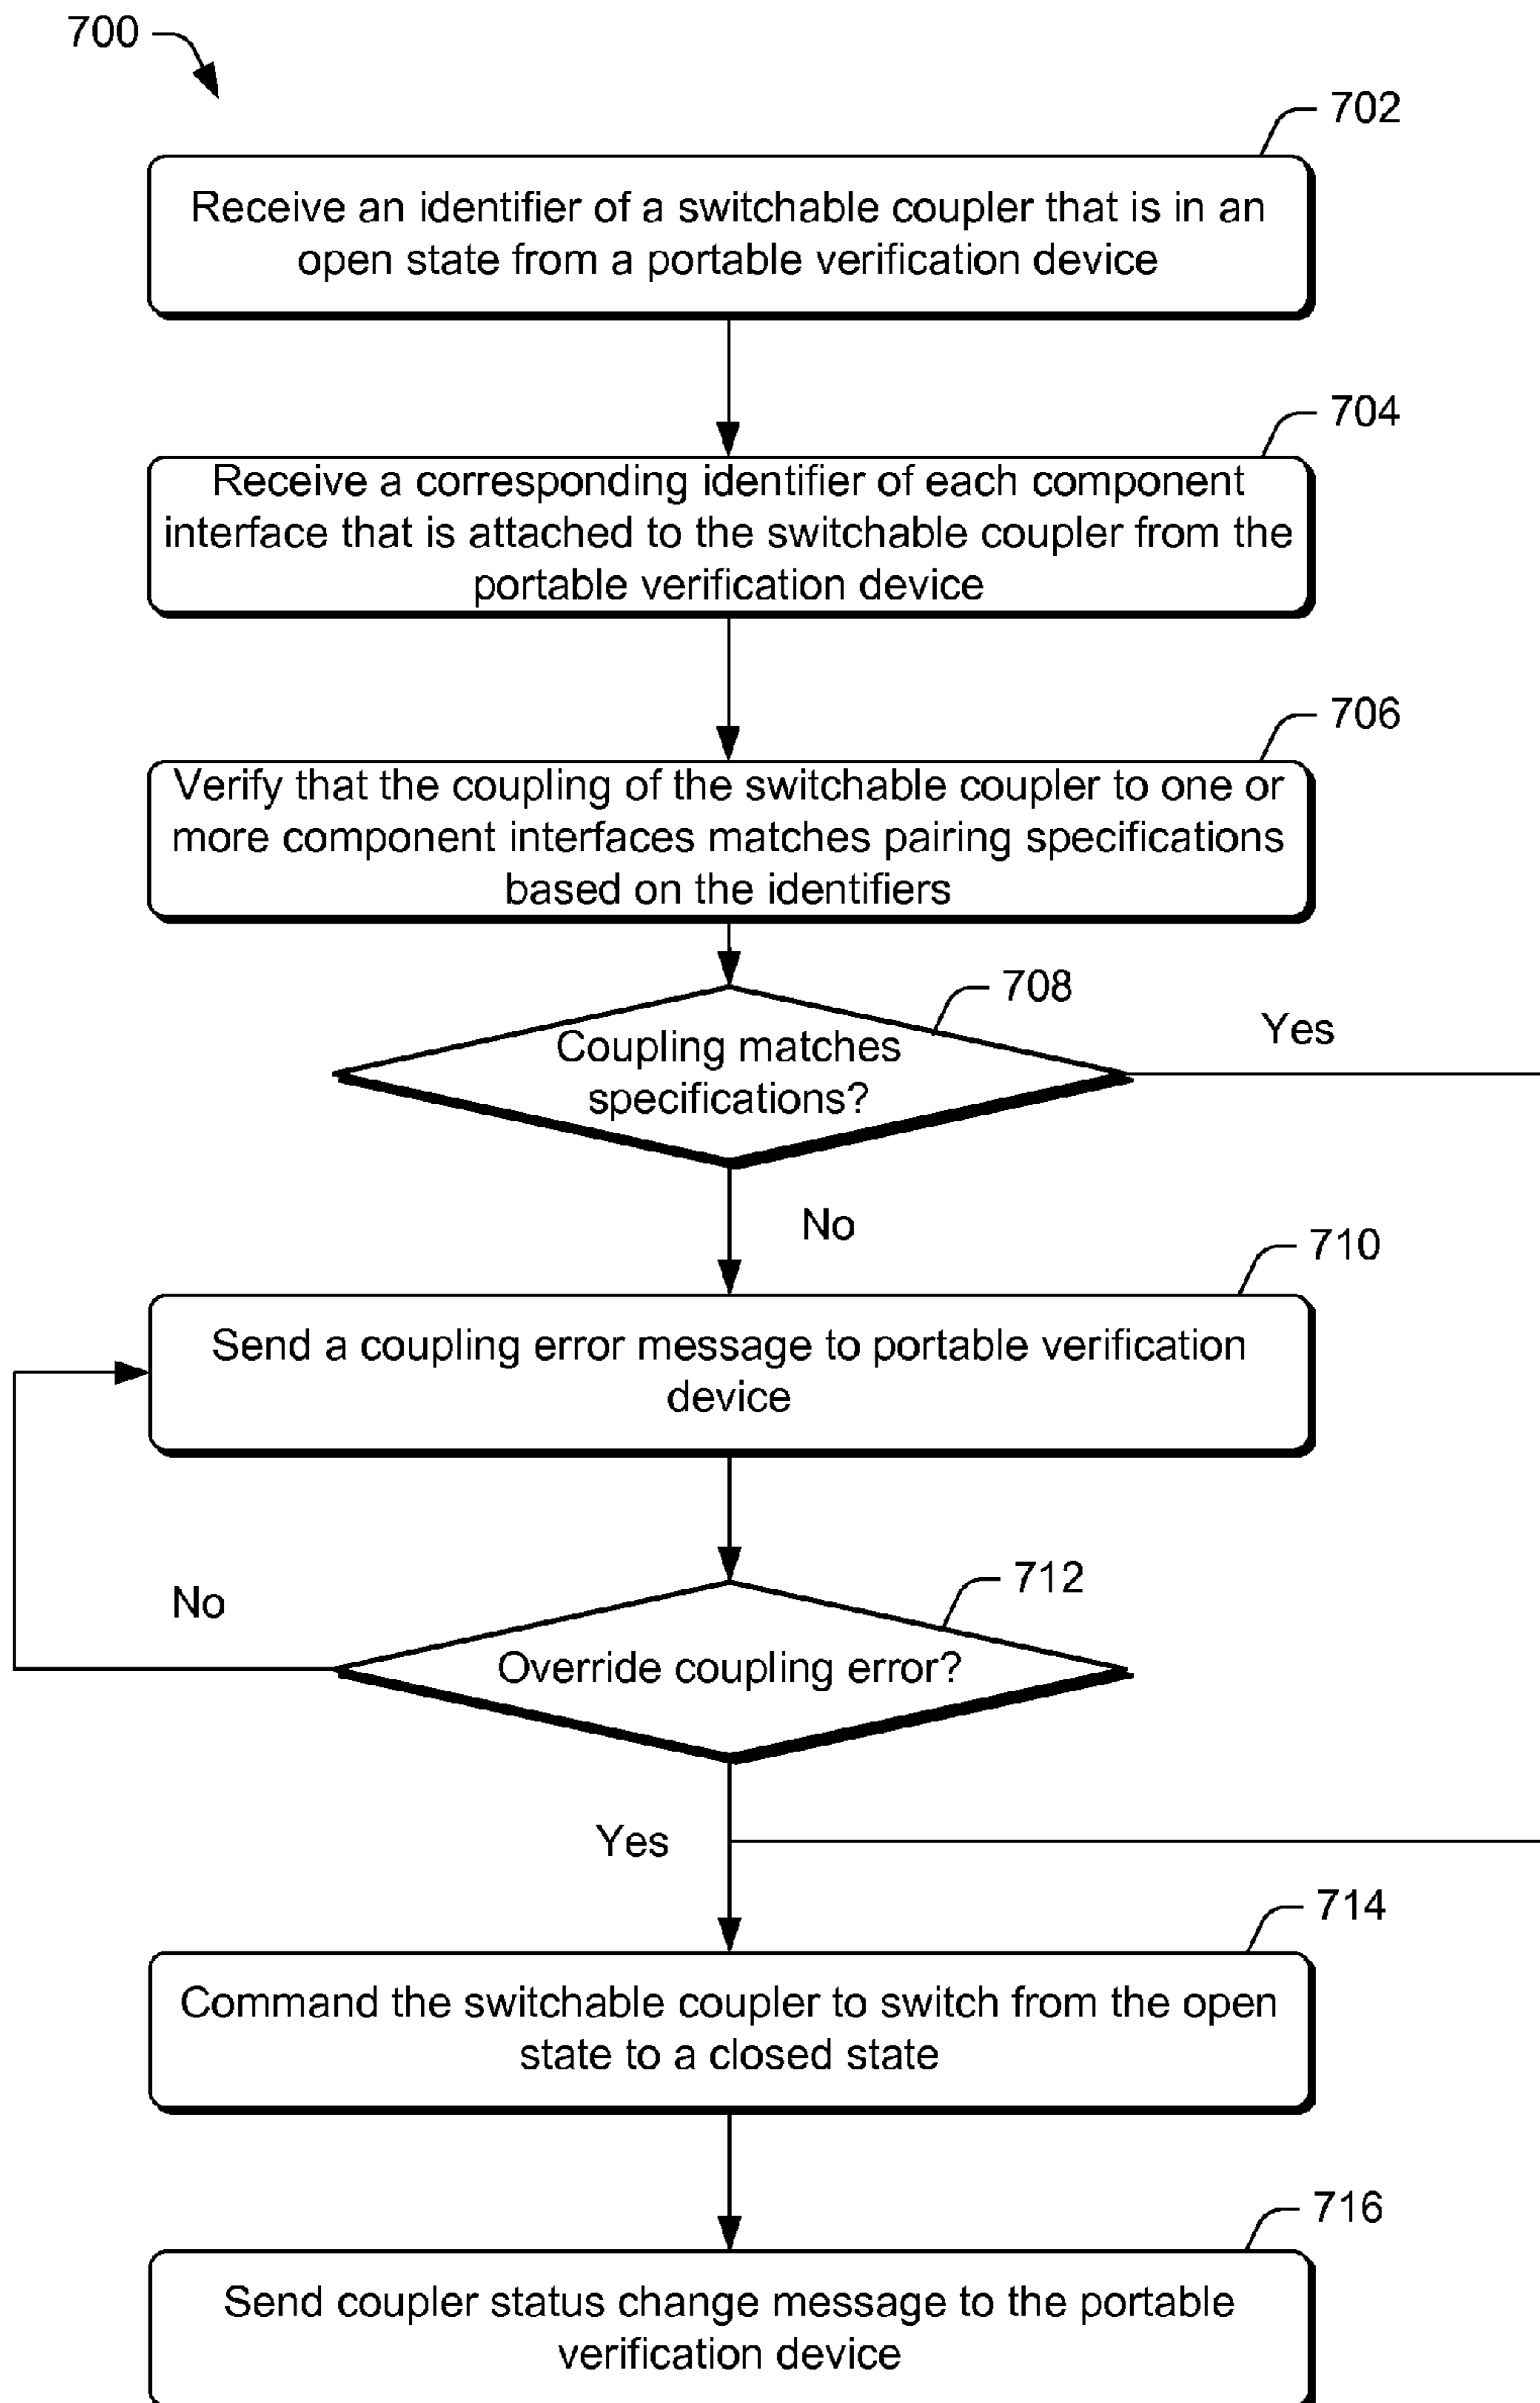 700
702
Receive an identifier of a switchable coupler that is in an
open state from a portable verification device
704
Receive a corresponding identifier of each component
interface that is attached to the switchable coupler from the
portable verification device
706
Verify that the coupling of the switchable coupler to one or
more component interfaces matches pairing specifications
based on the identifiers
708
Coupling matches
specifications?
Yes
No
710
Send a coupling error message to portable verification
device
712
Override coupling error?
No
Yes
714
Command the switchable coupler to switch from the open
state to a closed state
716
Send coupler status change message to the portable
verification device